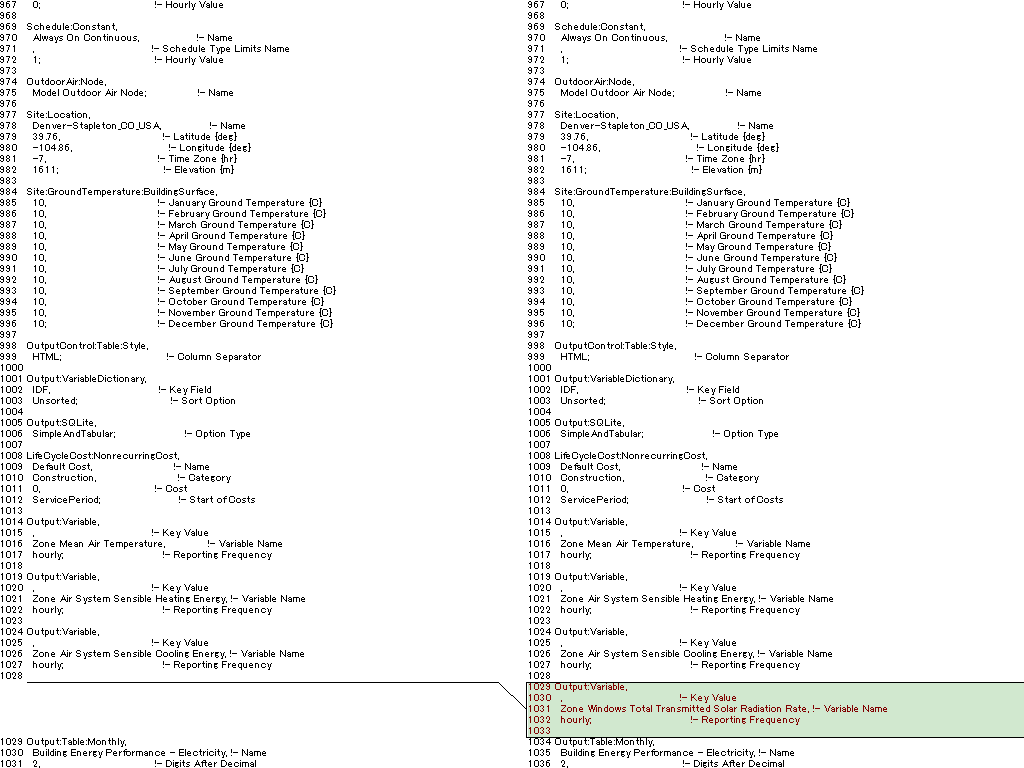 967 0; !- Hourly Value
968
969 Schedule:Constant,
970 Always On Continuous, !- Name
971 , !- Schedule Type Limits Name
972 1; !- Hourly Value
973
974 OutdoorAir:Node,
975 Model Outdoor Air Node; !- Name
976
977 Site:Location,
978 Denver-Stapleton_CO_USA, !- Name
979 39.76, !- Latitude {deg}
980 -104.86, !- Longitude {deg}
981 -7, !- Time Zone {hr}
982 1611; !- Elevation {m}
983
984 Site:GroundTemperature:BuildingSurface,
985 10, !- January Ground Temperature {C}
986 10, !- February Ground Temperature {C}
987 10, !- March Ground Temperature {C}
988 10, !- April Ground Temperature {C}
989 10, !- May Ground Temperature {C}
990 10, !- June Ground Temperature {C}
991 10, !- July Ground Temperature {C}
992 10, !- August Ground Temperature {C}
993 10, !- September Ground Temperature {C}
994 10, !- October Ground Temperature {C}
995 10, !- November Ground Temperature {C}
996 10; !- December Ground Temperature {C}
997
998 OutputControl:Table:Style,
999 HTML; !- Column Separator
1000
1001 Output:VariableDictionary,
1002 IDF, !- Key Field
1003 Unsorted; !- Sort Option
1004
1005 Output:SQLite,
1006 SimpleAndTabular; !- Option Type
1007
1008 LifeCycleCost:NonrecurringCost,
1009 Default Cost, !- Name
1010 Construction, !- Category
1011 0, !- Cost
1012 ServicePeriod; !- Start of Costs
1013
1014 Output:Variable,
1015 , !- Key Value
1016 Zone Mean Air Temperature, !- Variable Name
1017 hourly; !- Reporting Frequency
1018
1019 Output:Variable,
1020 , !- Key Value
1021 Zone Air System Sensible Heating Energy, !- Variable Name
1022 hourly; !- Reporting Frequency
1023
1024 Output:Variable,
1025 , !- Key Value
1026 Zone Air System Sensible Cooling Energy, !- Variable Name
1027 hourly; !- Reporting Frequency
1028
1029 Output:Table:Monthly,
1030 Building Energy Performance - Electricity, !- Name
1031 2, !- Digits After Decimal
967 0; !- Hourly Value
968
969 Schedule:Constant,
970 Always On Continuous, !- Name
971 , !- Schedule Type Limits Name
972 1; !- Hourly Value
973
974 OutdoorAir:Node,
975 Model Outdoor Air Node; !- Name
976
977 Site:Location,
978 Denver-Stapleton_CO_USA, !- Name
979 39.76, !- Latitude {deg}
980 -104.86, !- Longitude {deg}
981 -7, !- Time Zone {hr}
982 1611; !- Elevation {m}
983
984 Site:GroundTemperature:BuildingSurface,
985 10, !- January Ground Temperature {C}
986 10, !- February Ground Temperature {C}
987 10, !- March Ground Temperature {C}
988 10, !- April Ground Temperature {C}
989 10, !- May Ground Temperature {C}
990 10, !- June Ground Temperature {C}
991 10, !- July Ground Temperature {C}
992 10, !- August Ground Temperature {C}
993 10, !- September Ground Temperature {C}
994 10, !- October Ground Temperature {C}
995 10, !- November Ground Temperature {C}
996 10; !- December Ground Temperature {C}
997
998 OutputControl:Table:Style,
999 HTML; !- Column Separator
1000
1001 Output:VariableDictionary,
1002 IDF, !- Key Field
1003 Unsorted; !- Sort Option
1004
1005 Output:SQLite,
1006 SimpleAndTabular; !- Option Type
1007
1008 LifeCycleCost:NonrecurringCost,
1009 Default Cost, !- Name
1010 Construction, !- Category
1011 0, !- Cost
1012 ServicePeriod; !- Start of Costs
1013
1014 Output:Variable,
1015 , !- Key Value
1016 Zone Mean Air Temperature, !- Variable Name
1017 hourly; !- Reporting Frequency
1018
1019 Output:Variable,
1020 , !- Key Value
1021 Zone Air System Sensible Heating Energy, !- Variable Name
1022 hourly; !- Reporting Frequency
1023
1024 Output:Variable,
1025 , !- Key Value
1026 Zone Air System Sensible Cooling Energy, !- Variable Name
1027 hourly; !- Reporting Frequency
1028
1029 Output:Variable,
1030 , !- Key Value
1031 Zone Windows Total Transmitted Solar Radiation Rate, !- Variable Name
1032 hourly; !- Reporting Frequency
1033
1034 Output:Table:Monthly,
1035 Building Energy Performance - Electricity, !- Name
1036 2, !- Digits After Decimal